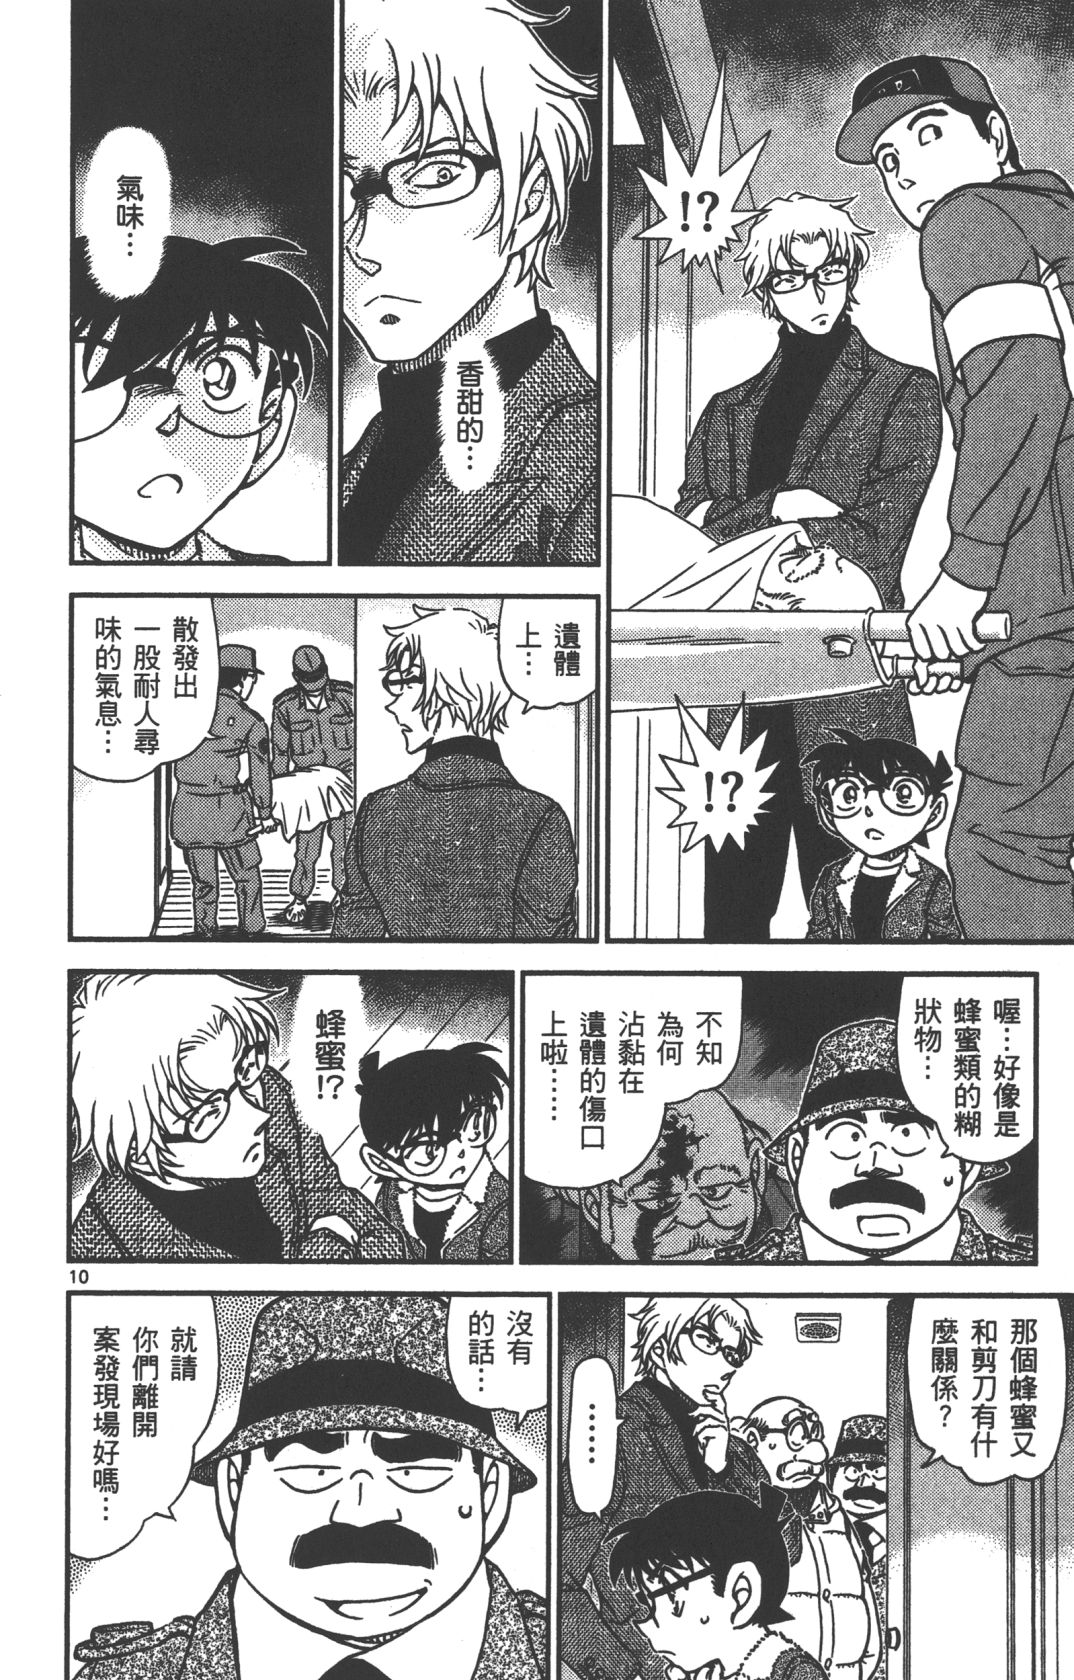 !?
!?
香甜的…
氣味…
遺體
上…
散發出
一股耐人尋
味的氣息…
喔…好像是
蜂蜜類的糊
狀物…
不知
為何
沾黏在
遺體的傷口
上啦……
蜂蜜!?
那個蜂蜜又
和剪刀有什
麼關係?
……
沒有
的話…
就請
你們離開
案發現場好嗎…
10